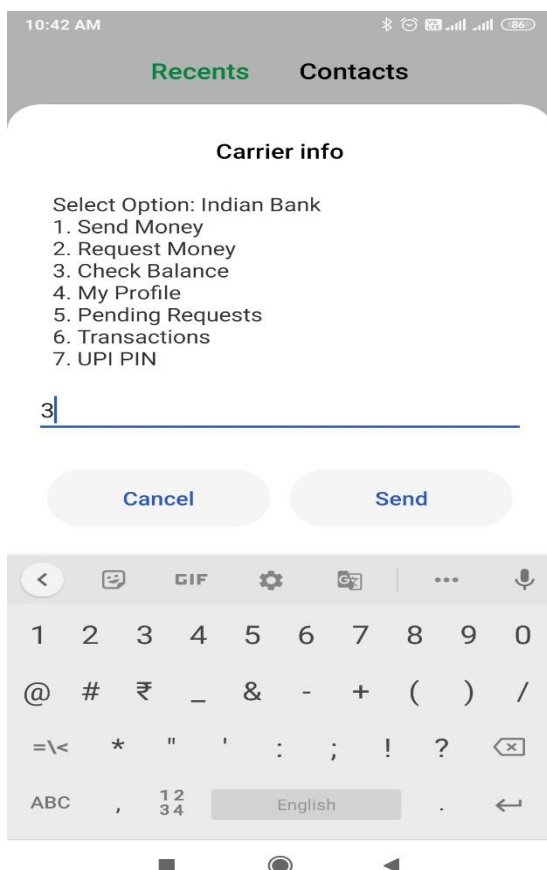 10:42 AM 86
Recents Contacts
Carrier info
Select Option: Indian Bank
1. Send Money
2. Request Money
3. Check Balance
4. My Profile
5. Pending Requests
6. Transactions
7. UPI PIN
3
Cancel Send
GIF
1 2 3 4 5 6 7 8 9 0
@ # ₹ _ & - + ( ) /
=\< * " ' : ; ! ?
ABC , 12 34 English .